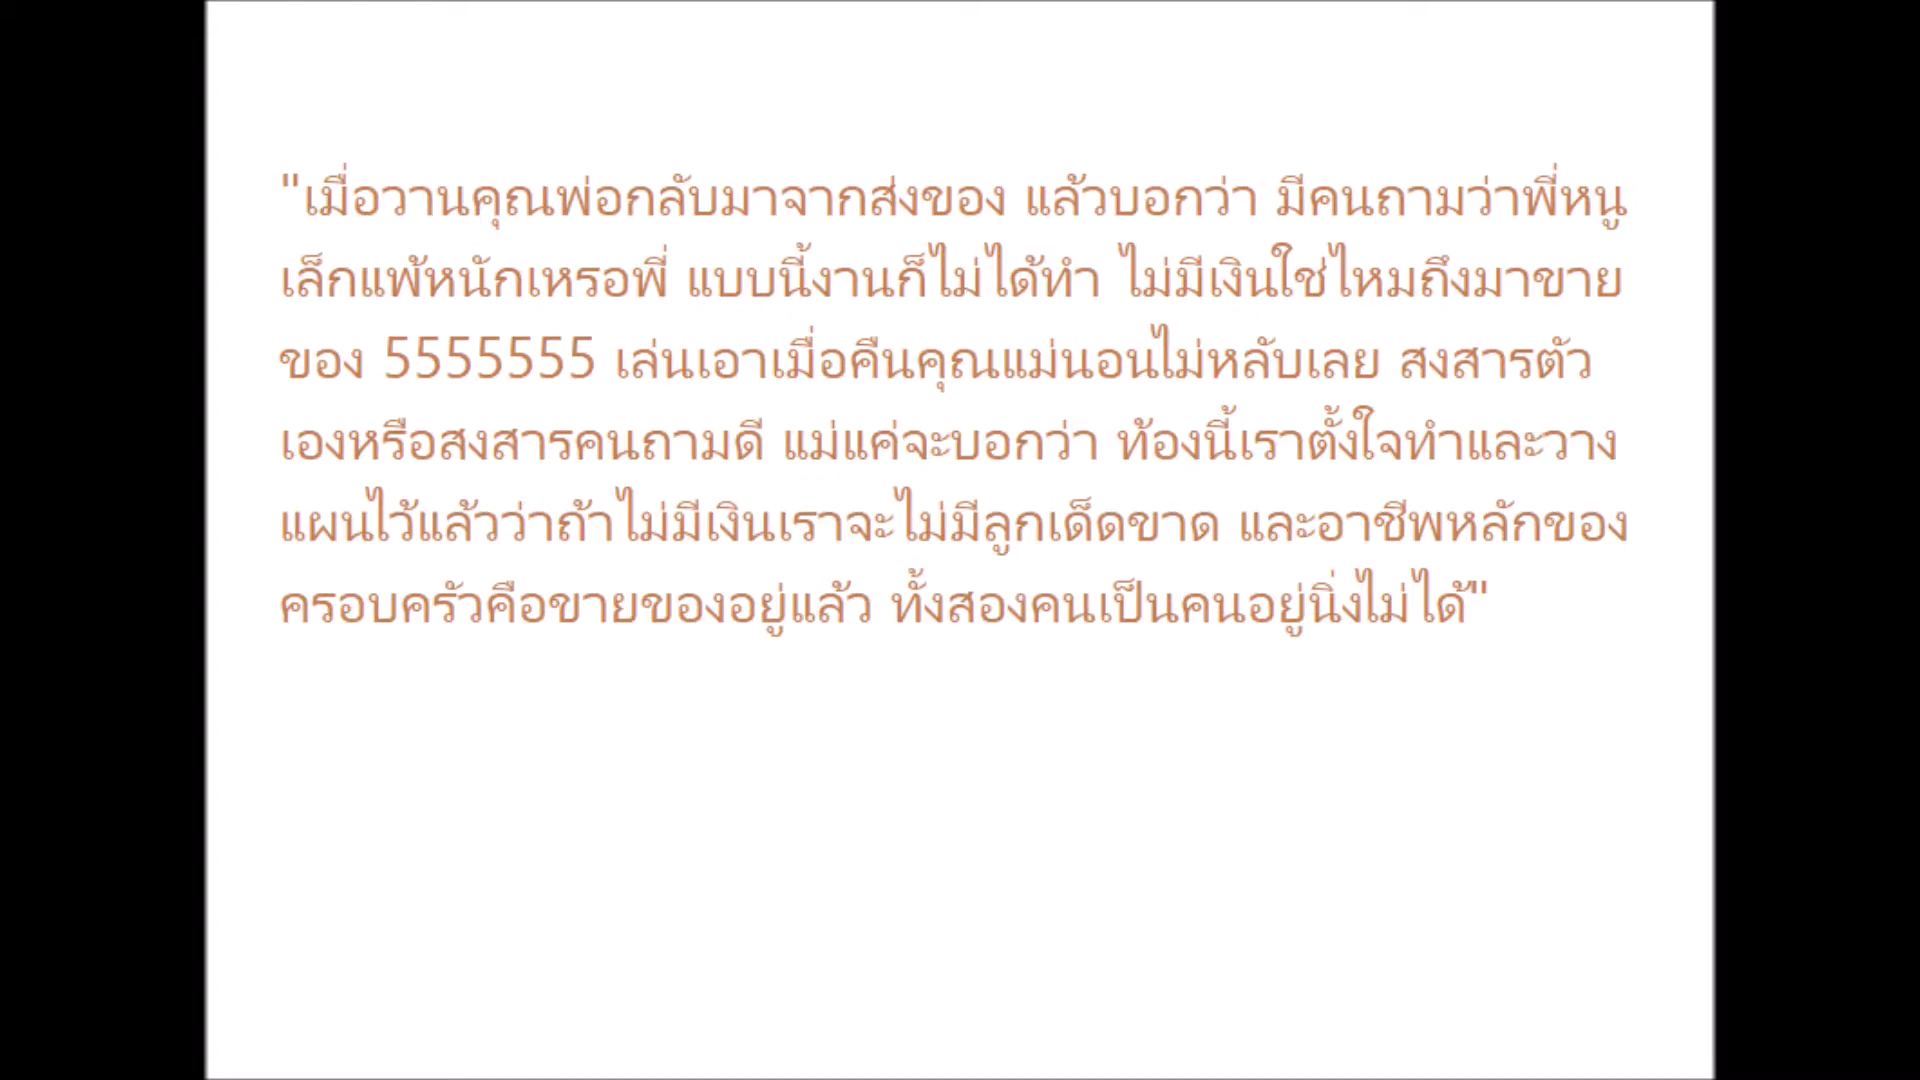 "เมื่อวานคุณพ่อกลับมาจากส่งของ แล้วบอกว่า มีคนถามว่าพี่หนู
เล็กแพ้หนักเหรอพี่ แบบนี้งานก็ไม่ได้ทำ ไม่มีเงินใช่ไหมถึงมาขาย
ของ 5555555 เล่นเอาเมื่อคืนคุณแม่นอนไม่หลับเลย สงสารตัว
เองหรือสงสารคนถามดี แม่แค่จะบอกว่า ท้องนี้เราตั้งใจทำและวาง
แผนไว้แล้วว่าถ้าไม่มีเงินเราจะไม่มีลูกเด็ดขาด และอาชีพหลักของ
ครอบครัวคือขายของอยู่แล้ว ทั้งสองคนเป็นคนอยู่นิ่งไม่ได้"